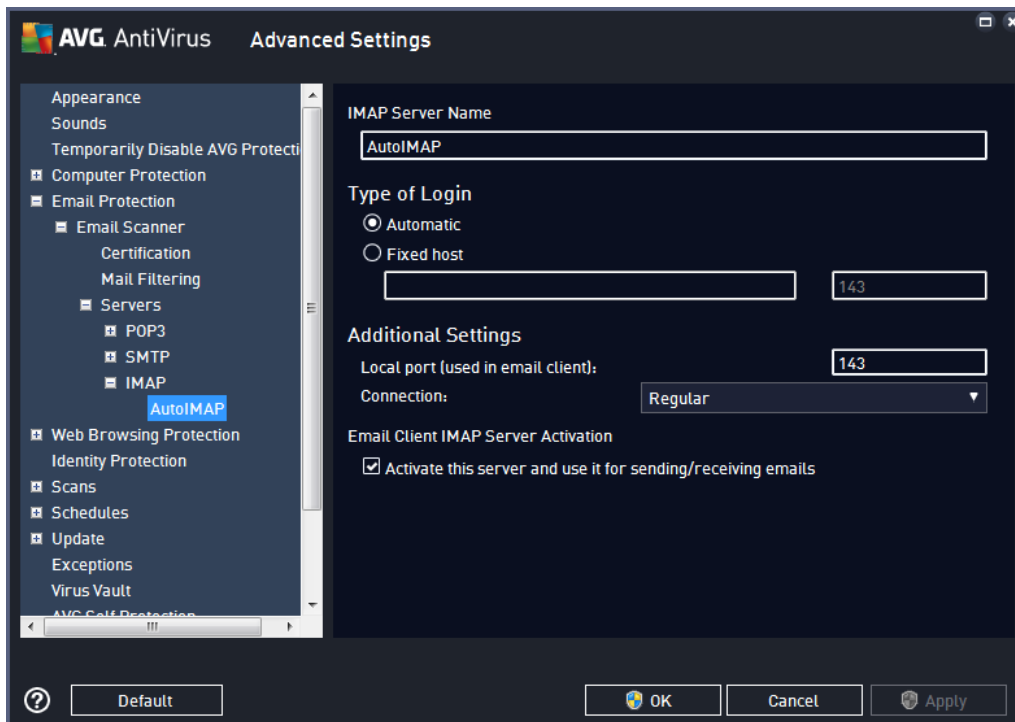 AVG. AntiVirus Advanced Settings
Appearance
Sounds
Temporarily Disable AVG Protecti
Computer Protection
Email Protection
Email Scanner
Certification
Mail Filtering
Servers
POP3
SMTP
IMAP
AutoIMAP
Web Browsing Protection
Identity Protection
Scans
Schedules
Update
Exceptions
Virus Vault
AVG Self Protection
IMAP Server Name
AutoIMAP
Type of Login
Automatic
Fixed host
143
Additional Settings
Local port (used in email client): 143
Connection: Regular
Email Client IMAP Server Activation
Activate this server and use it for sending/receiving emails
? Default OK Cancel Apply